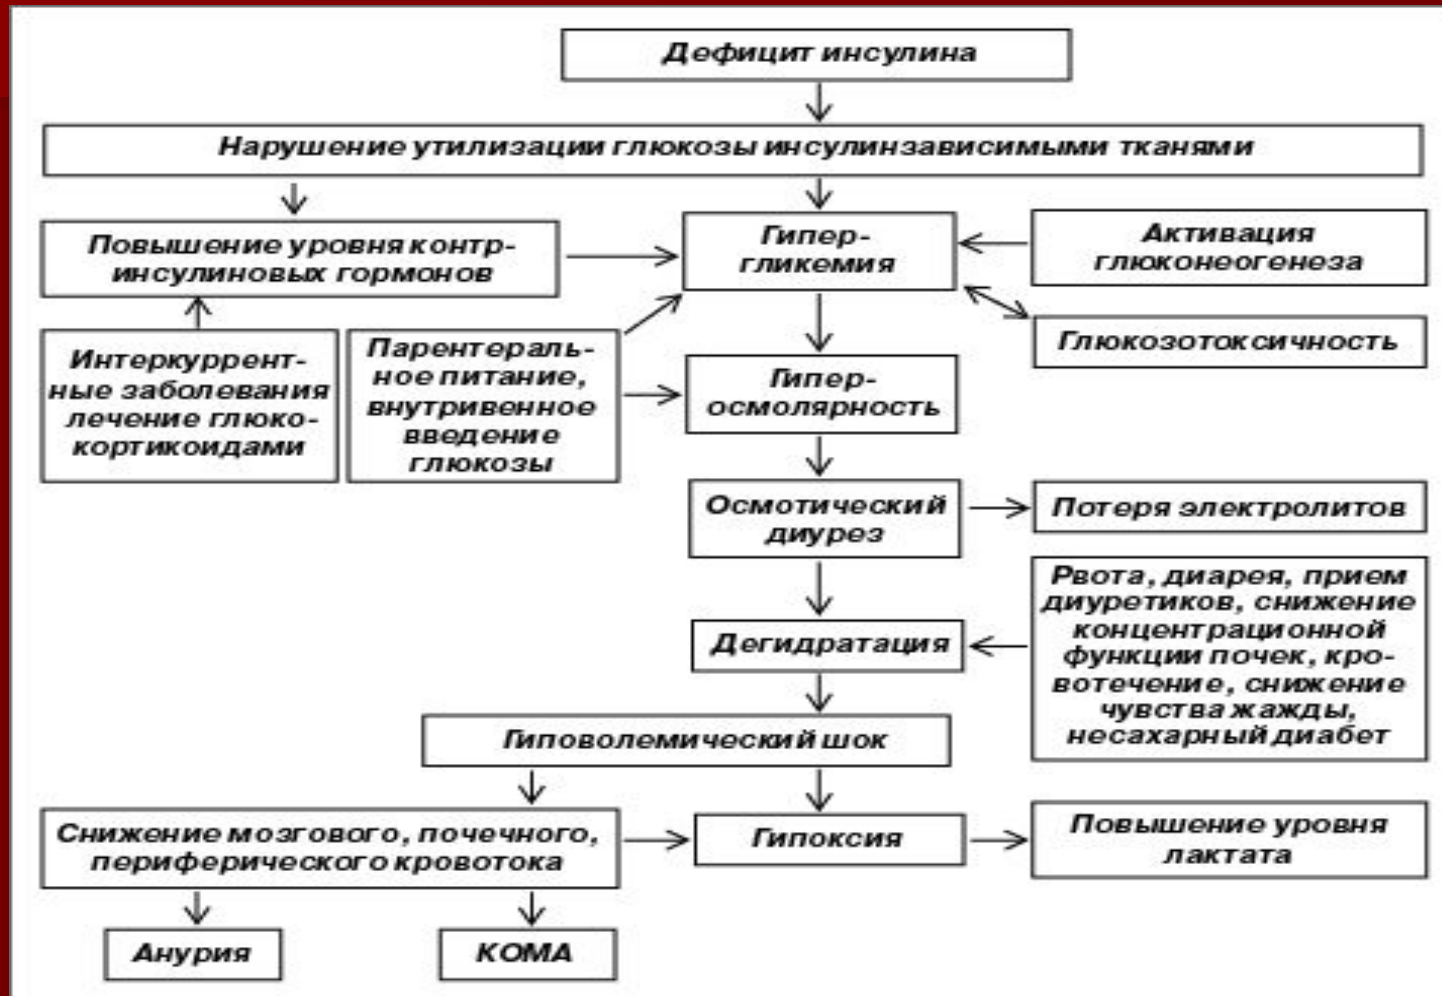 Дефицит инсулина
Нарушение утилизации глюкозы инсулинзависимыми тканями
Повышение уровня контр-
инсулиновых гормонов
Гипер-
гликемия
Активация
глюконеогенеза
Глюкозотоксичность
Интеркуррент-
ные заболевания
лечение глюко-
кортикоидами
Парентераль-
ное питание,
внутривенное
введение
глюкозы
Гипер-
осмолярность
Осмотический
диурез
Потеря электролитов
Рвота, диарея, прием
диуретиков, снижение
концентрационной
функции почек, кро-
вотечение, снижение
чувства жажды,
несахарный диабет
Дегидратация
Гиповолемический шок
Снижение мозгового, почечного,
периферического кровотока
Гипоксия
Повышение уровня
лактата
Анурия
КОМА